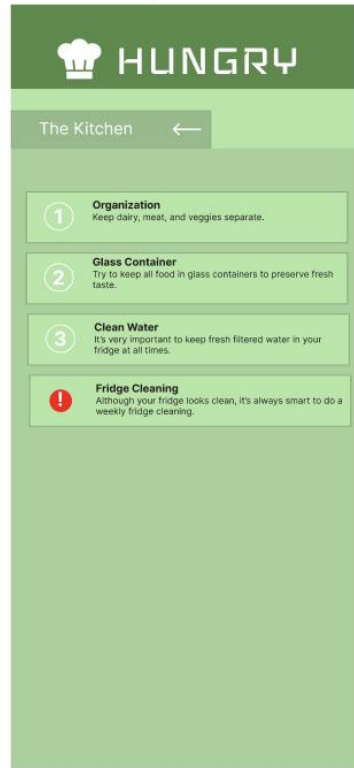 HUNGRY
The Kitchen
1
Organization
Keep dairy, meat, and veggies separate.
2
Glass Container
Try to keep all food in glass containers to preserve fresh
taste.
3
Clean Water
It's very important to keep fresh filtered water in your
fridge at all times.
!
Fridge Cleaning
Although your fridge looks clean, it's always smart to do a
weekly fridge cleaning.